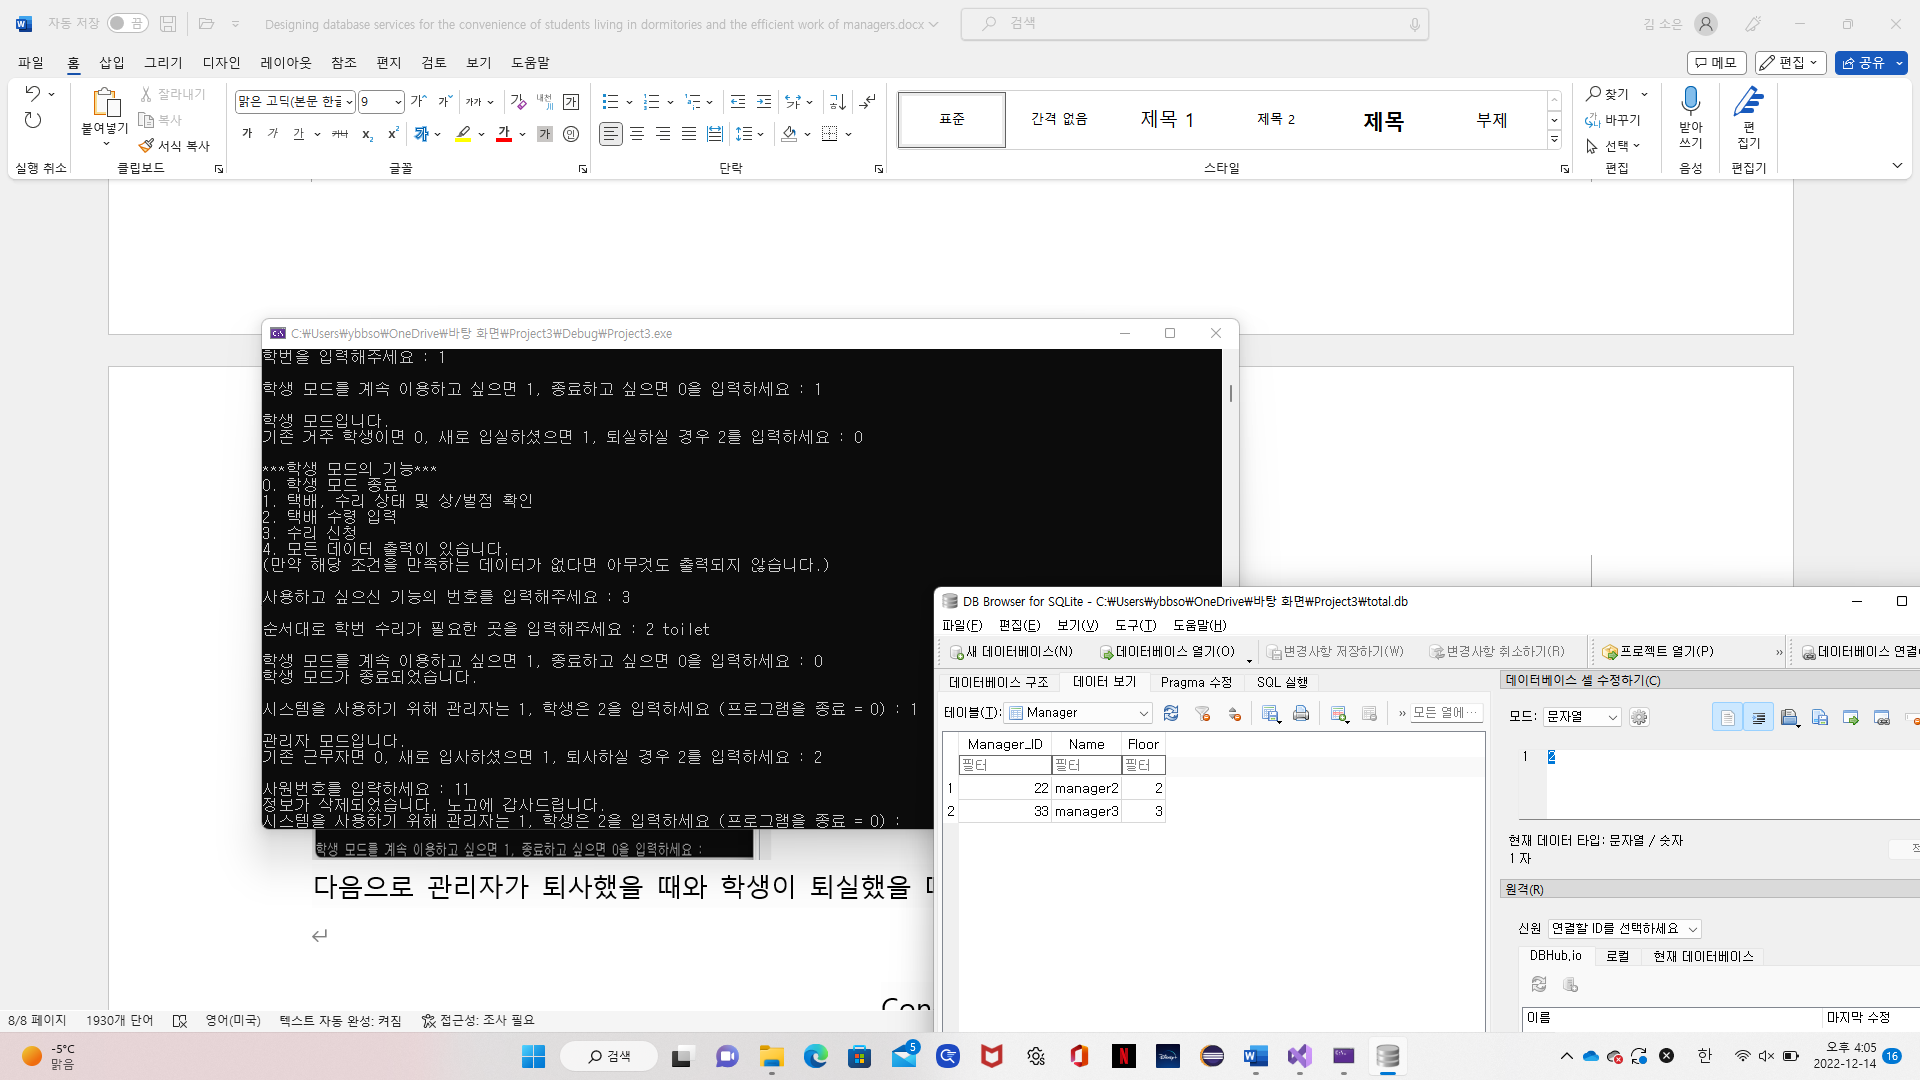 자동 저장 끔 Designing database services for the convenience of students living in dormitories and the efficient work of managers.docx 검색 김 소은
파일 홈 삽입 그리기 디자인 레이아웃 참조 편지 검토 보기 도움말 메모 편집 공유
붙여넣기 잘라내기 복사 서식 복사
맑은 고딕(본문 한글 9
표준 간격 없음 제목 1 제목 2 제목 부제
찾기 바꾸기 선택 받아쓰기 편집기
실행 취소 클립보드 글꼴 단락 스타일 편집 음성 편집기
C:\Users\ybbso\OneDrive\바탕 화면\Project3\Debug\Project3.exe
학번을 입력해주세요 : 1
학생 모드를 계속 이용하고 싶으면 1, 종료하고 싶으면 0을 입력하세요 : 1
학생 모드입니다.
기존 거주 학생이면 0, 새로 입실하셨으면 1, 퇴실하실 경우 2를 입력하세요 : 0
***학생 모드의 기능***
0. 학생 모드 종료
1. 택배, 수리 상태 및 상/벌점 확인
2. 택배 수령 입력
3. 수리 신청
4. 모든 데이터 출력이 있습니다.
(만약 해당 조건을 만족하는 데이터가 없다면 아무것도 출력되지 않습니다.)
사용하고 싶으신 기능의 번호를 입력해주세요 : 3
순서대로 학번 수리가 필요한 곳을 입력해주세요 : 2 toilet
학생 모드를 계속 이용하고 싶으면 1, 종료하고 싶으면 0을 입력하세요 : 0
학생 모드가 종료되었습니다.
시스템을 사용하기 위해 관리자는 1, 학생은 2을 입력하세요 (프로그램을 종료 = 0) : 1
관리자 모드입니다.
기존 근무자면 0, 새로 입사하셨으면 1, 퇴사하실 경우 2를 입력하세요 : 2
사원번호를 입략하세요 : 11
정보가 삭제되었습니다. 노고에 감사드립니다.
시스템을 사용하기 위해 관리자는 1, 학생은 2을 입력하세요 (프로그램을 종료 = 0) :
학생 모드를 계속 이용하고 싶으면 1, 종료하고 싶으면 0을 입력하세요 :
다음으로 관리자가 퇴사했을 때와 학생이 퇴실했을
Con
DB Browser for SQLite - C:\Users\ybbso\OneDrive\바탕 화면\Project3\total.db
파일(F) 편집(E) 보기(V) 도구(T) 도움말(H)
새 데이터베이스(N) 데이터베이스 열기(O) 변경사항 저장하기(W) 변경사항 취소하기(R) 프로젝트 열기(P) » 데이터베이스 연결
데이터베이스 구조 데이터 보기 Pragma 수정 SQL 실행
테이블(T): Manager » 모든 열에…
Manager_ID Name Floor
필터 필터 필터
1 22 manager2 2
2 33 manager3 3
데이터베이스 셀 수정하기(C)
모드: 문자열
1 2
현재 데이터 타입: 문자열 / 숫자
1 자
원격(R)
신원 연결할 ID를 선택하세요
DBHub.io 로컬 현재 데이터베이스
이름 마지막 수정
8/8 페이지 1930개 단어 영어(미국) 텍스트 자동 완성: 켜짐 접근성: 조사 필요
-5°C
맑음
검색
5
한
오후 4:05
2022-12-14
16